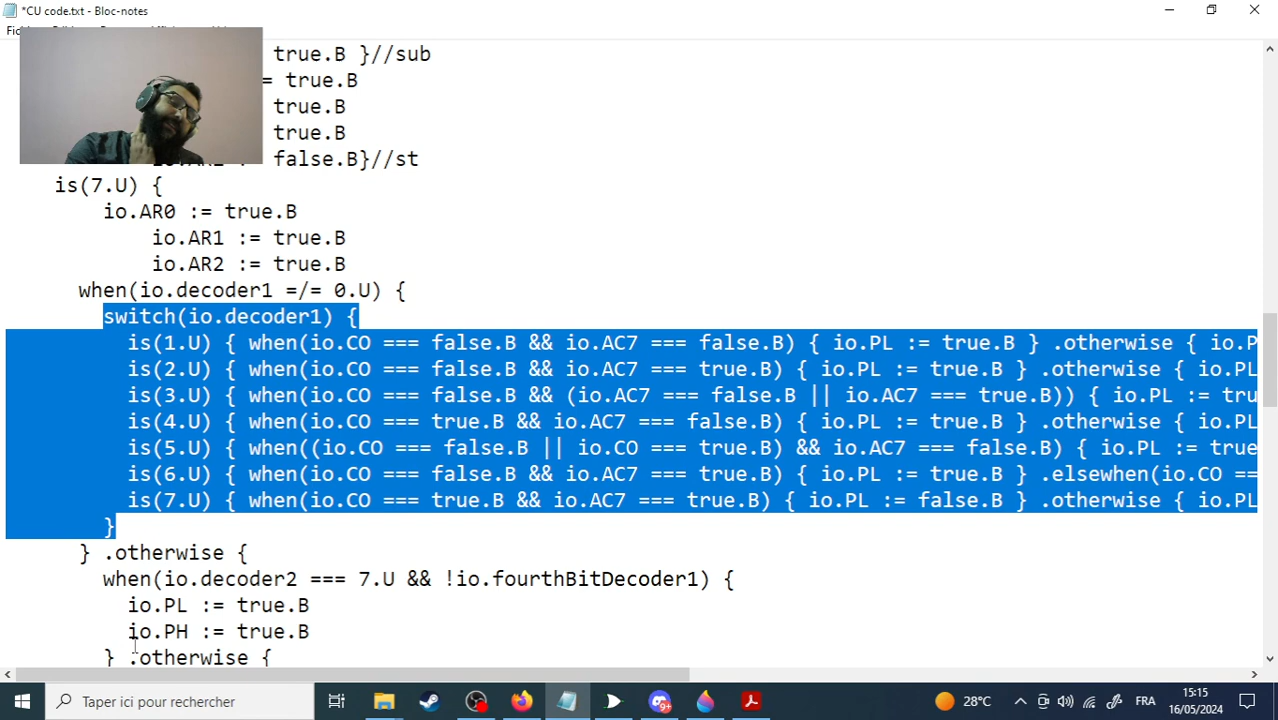 *CU code.txt - Bloc-notes
true.B }//sub
= true.B
true.B
true.B
false.B}//st
is(7.U) {
io.AR0 := true.B
io.AR1 := true.B
io.AR2 := true.B
when(io.decoder1 =/= 0.U) {
switch(io.decoder1) {
is(1.U) { when(io.CO === false.B && io.AC7 === false.B) { io.PL := true.B } .otherwise { io.P
is(2.U) { when(io.CO === false.B && io.AC7 === true.B) { io.PL := true.B } .otherwise { io.PL
is(3.U) { when(io.CO === false.B && (io.AC7 === false.B || io.AC7 === true.B)) { io.PL := tru
is(4.U) { when(io.CO === true.B && io.AC7 === false.B) { io.PL := true.B } .otherwise { io.PL
is(5.U) { when((io.CO === false.B || io.CO === true.B) && io.AC7 === false.B) { io.PL := true
is(6.U) { when(io.CO === false.B && io.AC7 === true.B) { io.PL := true.B } .elsewhen(io.CO ==
is(7.U) { when(io.CO === true.B && io.AC7 === true.B) { io.PL := false.B } .otherwise { io.PL
}
} .otherwise {
when(io.decoder2 === 7.U && !io.fourthBitDecoder1) {
io.PL := true.B
io.PH := true.B
} .otherwise {
Taper ici pour rechercher
9+
28°C
FRA
15:15
16/05/2024